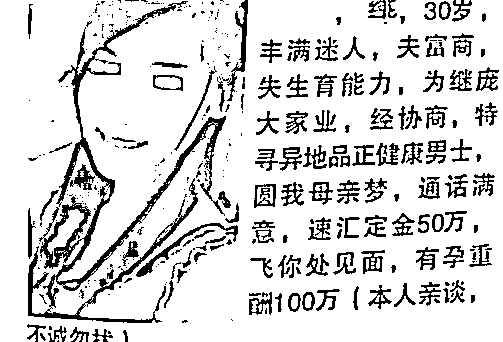 ，30岁，
丰满迷人，夫富商，
失生育能力，为继庞
大家业，经协商，特
寻异地品正健康男士，
圆我母亲梦，通话满
意，速汇定金50万，
飞你处见面，有孕重
酬100万（本人亲谈，
不诚勿扰）